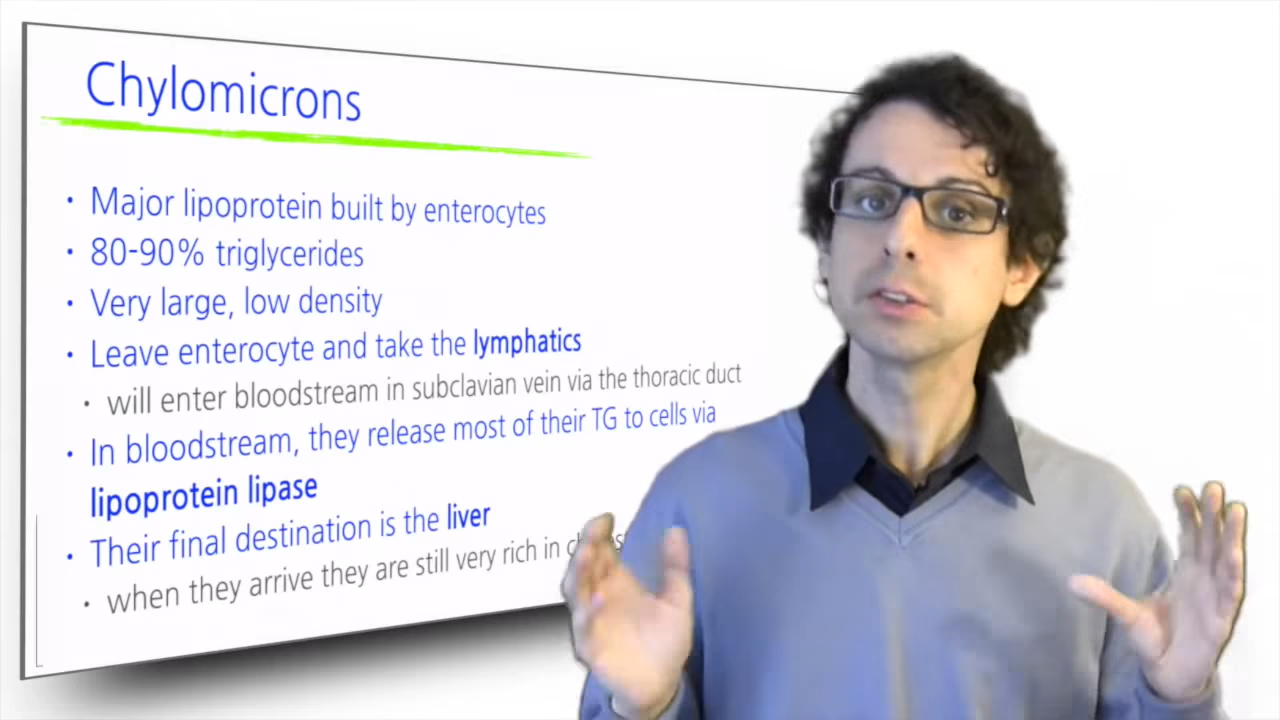 Chylomicrons
• Major lipoprotein built by enterocytes
• 80-90% triglycerides
• Very large, low density
• Leave enterocyte and take the lymphatics
• will enter bloodstream in subclavian vein via the thoracic duct
• In bloodstream, they release most of their TG to cells via
lipoprotein lipase
• Their final destination is the liver
• when they arrive they are still very rich in